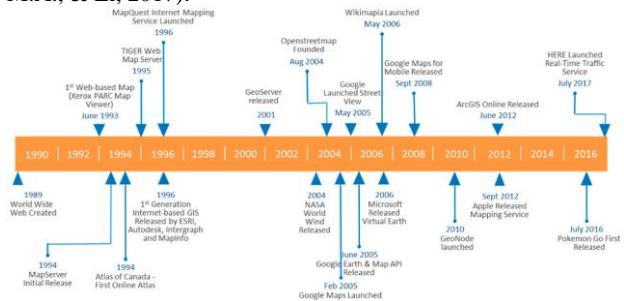 M.A., & Li, 2017).
MapQuest Internet Mapping
Service Launched
1996
TIGER Web
Map Server
1995
1st Web-based Map
(Xerox PARC Map
Viewer)
June 1993
GeoServer
released
2001
Openstreetmap
Founded
Aug 2004
Google
Launched Street
View
May 2005
Wikimapia Launched
May 2006
Google Maps for
Mobile Released
Sept 2008
ArcGIS Online Released
June 2012
HERE Launched
Real-Time Traffic
Service
July 2017
1990 1992 1994 1996 1998 2000 2002 2004 2006 2008 2010 2012 2014 2016
1989
World Wide
Web Created
1994
MapServer
Initial Release
1994
Atlas of Canada -
First Online Atlas
1996
1st Generation
Internet-based GIS
Released by ESRI,
Autodesk, Intergraph
and MapInfo
2004
NASA
World
Wind
Released
Feb 2005
Google Maps Launched
June 2005
Google Earth & Map API
Released
2006
Microsoft
Released
Virtual Earth
2010
GeoNode
launched
Sept 2012
Apple Released
Mapping Service
July 2016
Pokemon Go First
Released